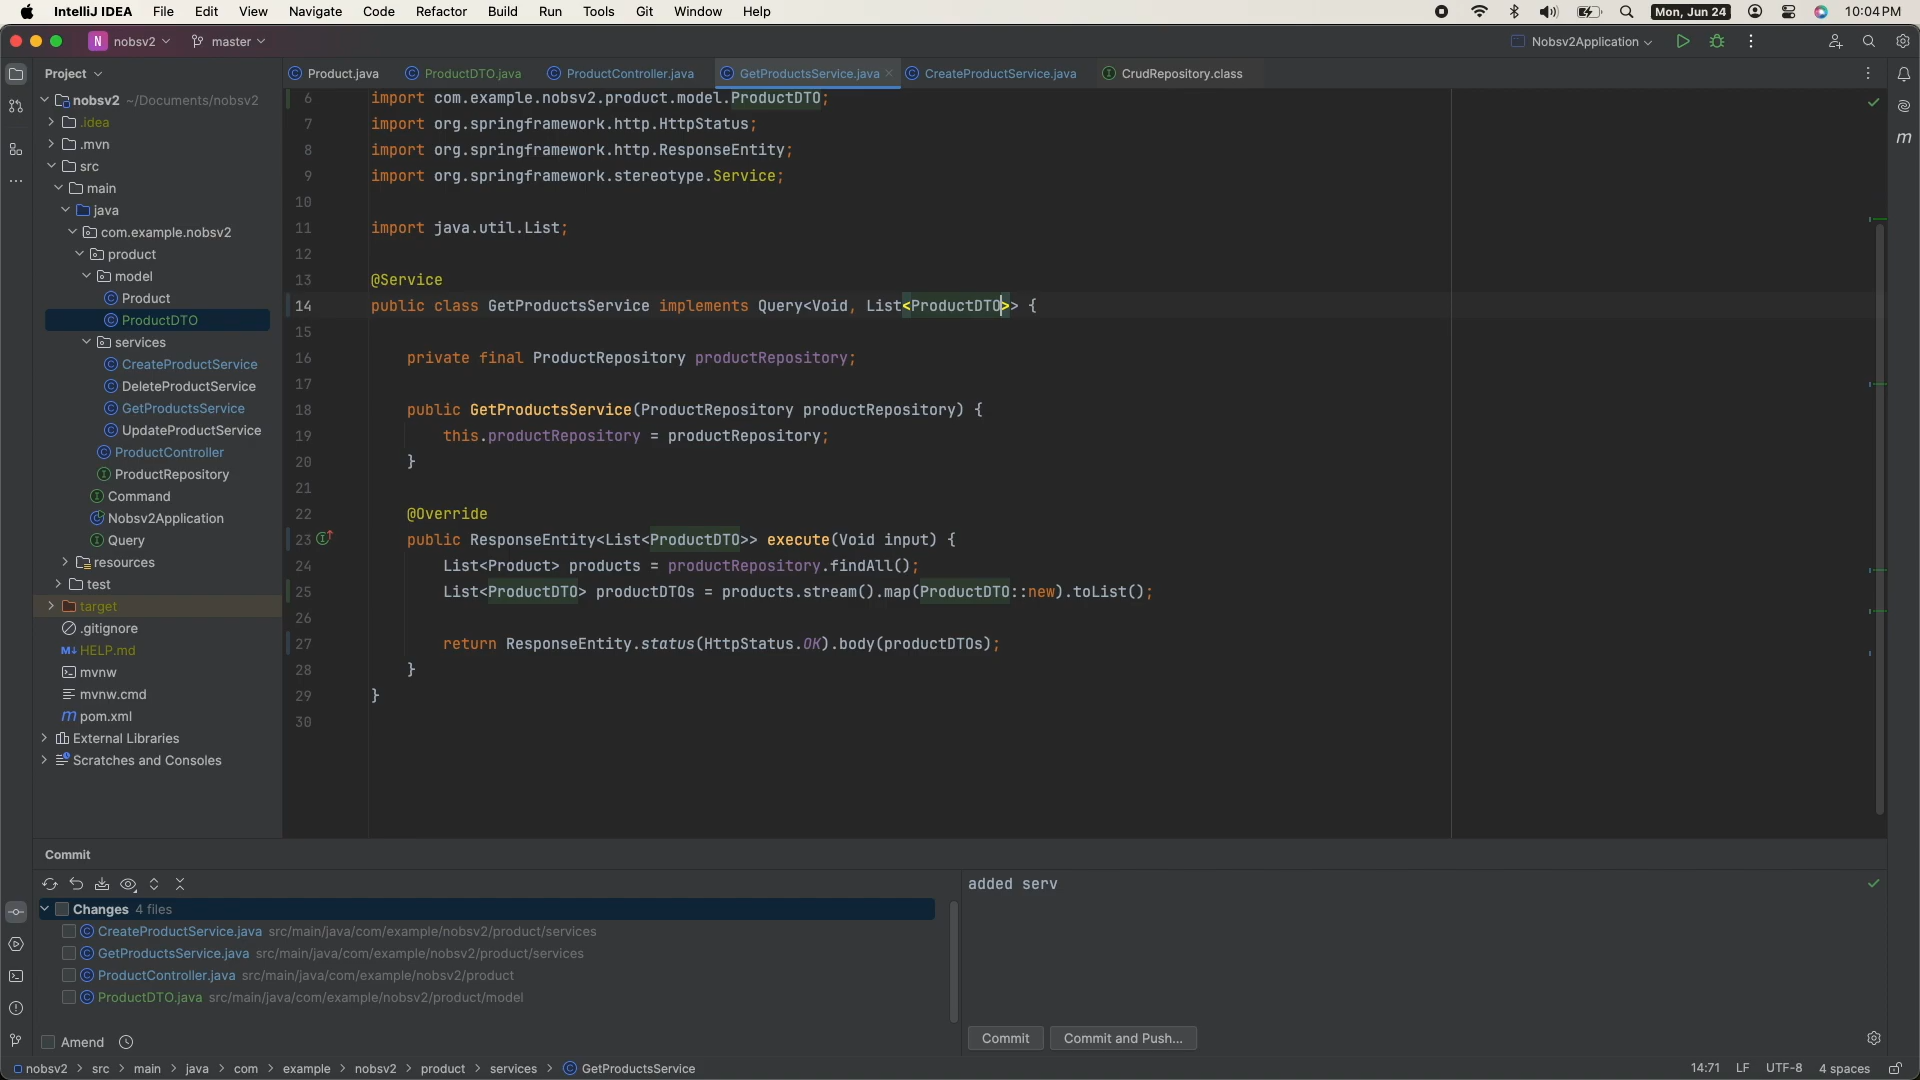 IntelliJ IDEA File Edit View Navigate Code Refactor Build Run Tools Git Window Help Mon, Jun 24 10:04 PM
N nobsv2 master Nobsv2Application
Project Product.java ProductDTO.java ProductController.java GetProductsService.java CreateProductService.java CrudRepository.class
nobsv2 ~/Documents/nobsv2
.idea
.mvn
src
main
java
com.example.nobsv2
product
model
Product
ProductDTO
services
CreateProductService
DeleteProductService
GetProductsService
UpdateProductService
ProductController
ProductRepository
Command
Nobsv2Application
Query
resources
test
target
.gitignore
M↓ HELP.md
mvnw
mvnw.cmd
m pom.xml
External Libraries
Scratches and Consoles
6 import com.example.nobsv2.product.model.ProductDTO;
7 import org.springframework.http.HttpStatus;
8 import org.springframework.http.ResponseEntity;
9 import org.springframework.stereotype.Service;
10
11 import java.util.List;
12
13 @Service
14 public class GetProductsService implements Query<Void, List<ProductDTO>> {
15
16 private final ProductRepository productRepository;
17
18 public GetProductsService(ProductRepository productRepository) {
19 this.productRepository = productRepository;
20 }
21
22 @Override
23 public ResponseEntity<List<ProductDTO>> execute(Void input) {
24 List<Product> products = productRepository.findAll();
25 List<ProductDTO> productDTOs = products.stream().map(ProductDTO::new).toList();
26
27 return ResponseEntity.status(HttpStatus.OK).body(productDTOs);
28 }
29 }
30
m
Commit
Changes 4 files
CreateProductService.java src/main/java/com/example/nobsv2/product/services
GetProductsService.java src/main/java/com/example/nobsv2/product/services
ProductController.java src/main/java/com/example/nobsv2/product
ProductDTO.java src/main/java/com/example/nobsv2/product/model
Amend
added serv
Commit Commit and Push...
nobsv2 > src > main > java > com > example > nobsv2 > product > services > GetProductsService 14:71 LF UTF-8 4 spaces